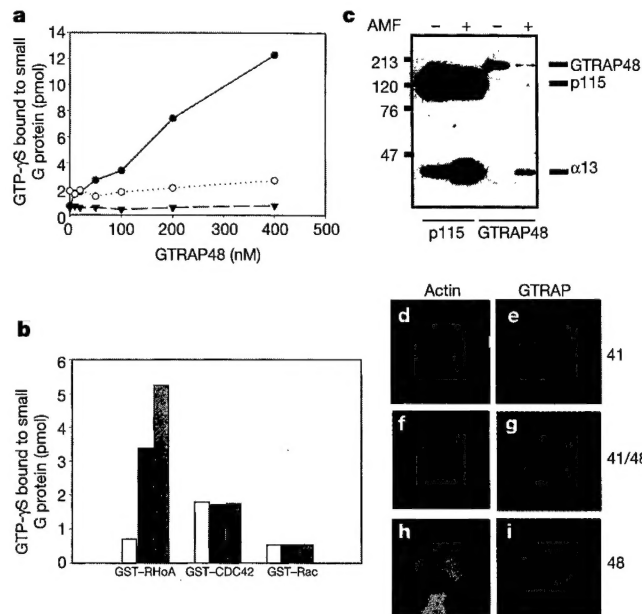 a
GTP-γS bound to small
G protein (pmol)
14
12
10
8
6
4
2
0
0 100 200 300 400 500
GTRAP48 (nM)
c
AMF – + – +
213
120
76
47
GTRAP48
p115
α13
p115 GTRAP48
b
GTP-γS bound to small
G protein (pmol)
6
5
4
3
2
1
0
GST–RHoA GST–CDC42 GST–Rac
Actin GTRAP
d e 41
f g 41/48
h i 48